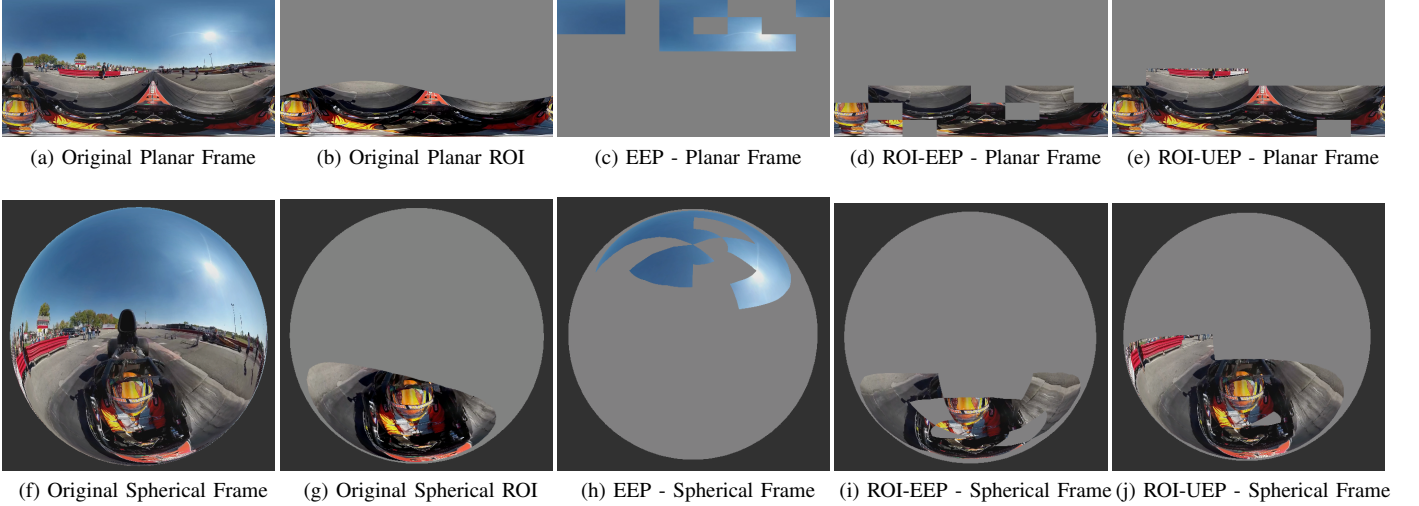 (a) Original Planar Frame
(b) Original Planar ROI
(c) EEP - Planar Frame
(d) ROI-EEP - Planar Frame
(e) ROI-UEP - Planar Frame
(f) Original Spherical Frame
(g) Original Spherical ROI
(h) EEP - Spherical Frame
(i) ROI-EEP - Spherical Frame
(j) ROI-UEP - Spherical Frame